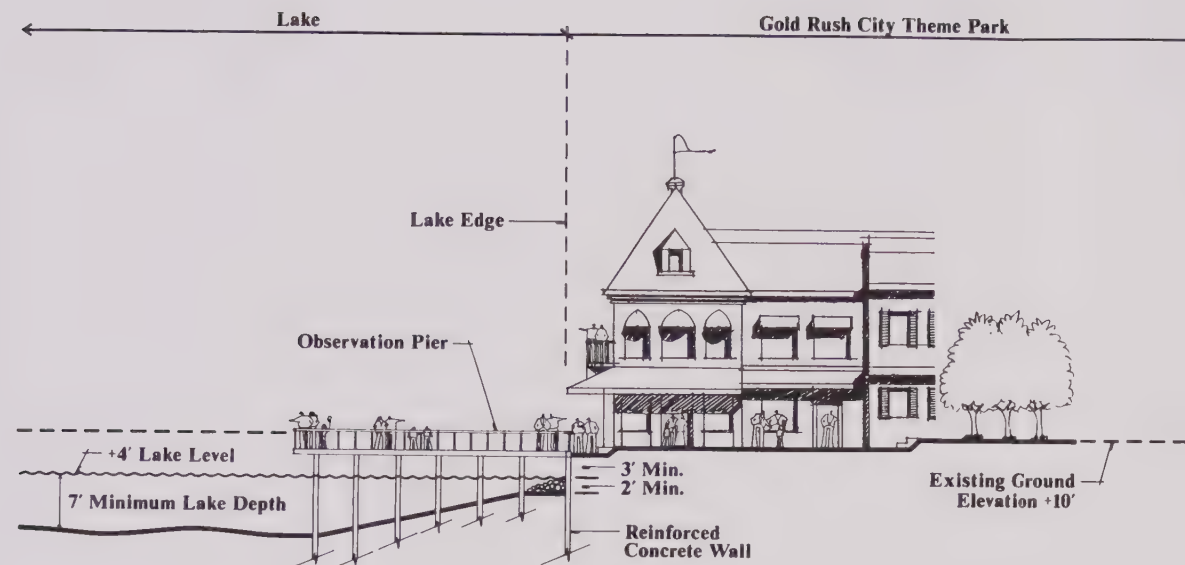 Lake
Gold Rush City Theme Park
Lake Edge
Observation Pier
+4' Lake Level
7' Minimum Lake Depth
3' Min.
2' Min.
Reinforced
Concrete Wall
Existing Ground
Elevation +10'